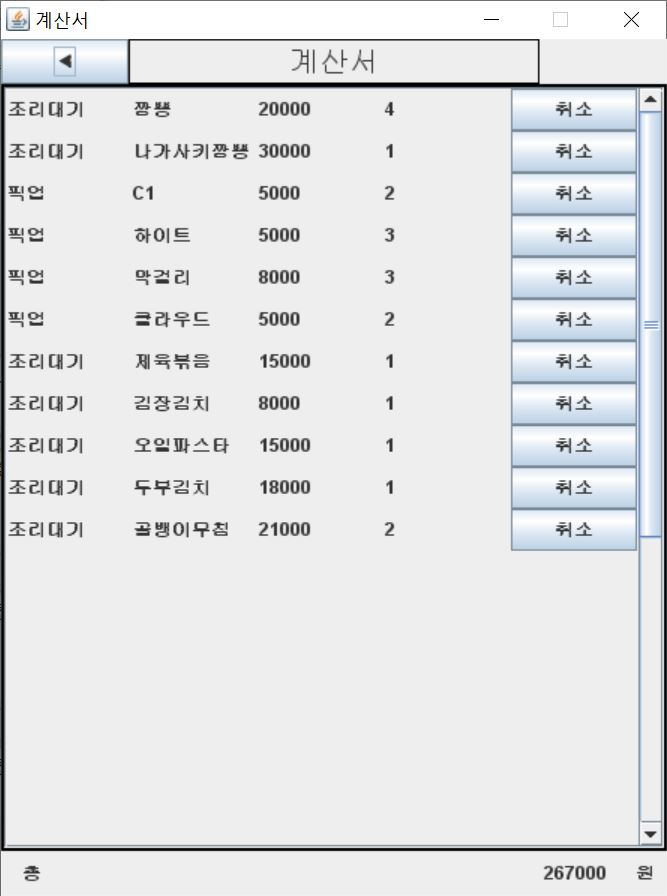 계산서
계산서
조리대기 짬뽕 20000 4 취소
조리대기 나가사키짬뽕 30000 1 취소
픽업 C1 5000 2 취소
픽업 하이트 5000 3 취소
픽업 막걸리 8000 3 취소
픽업 클라우드 5000 2 취소
조리대기 제육볶음 15000 1 취소
조리대기 김장김치 8000 1 취소
조리대기 오일파스타 15000 1 취소
조리대기 두부김치 18000 1 취소
조리대기 골뱅이무침 21000 2 취소
총 267000 원